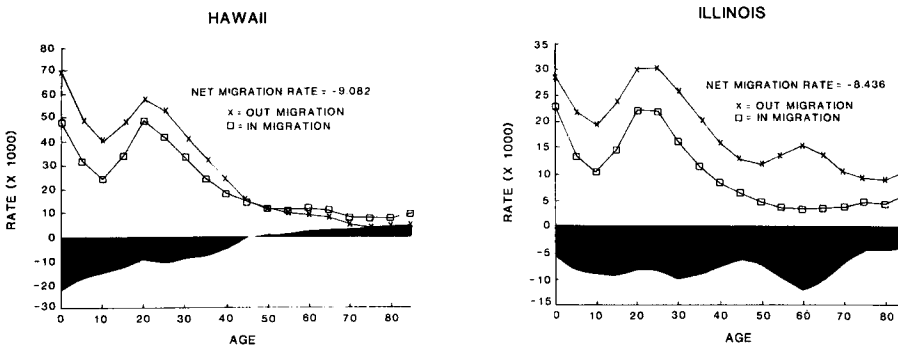 HAWAII
NET MIGRATION RATE = -9.082
x = OUT MIGRATION
□ = IN MIGRATION
RATE (X 1000)
80
70
60
50
40
30
20
10
0
-10
-20
-30
0 10 20 30 40 50 60 70 80
AGE
ILLINOIS
NET MIGRATION RATE = -8.436
x = OUT MIGRATION
□ = IN MIGRATION
RATE (X 1000)
35
30
25
20
15
10
5
0
-5
-10
-15
0 10 20 30 40 50 60 70 80
AGE